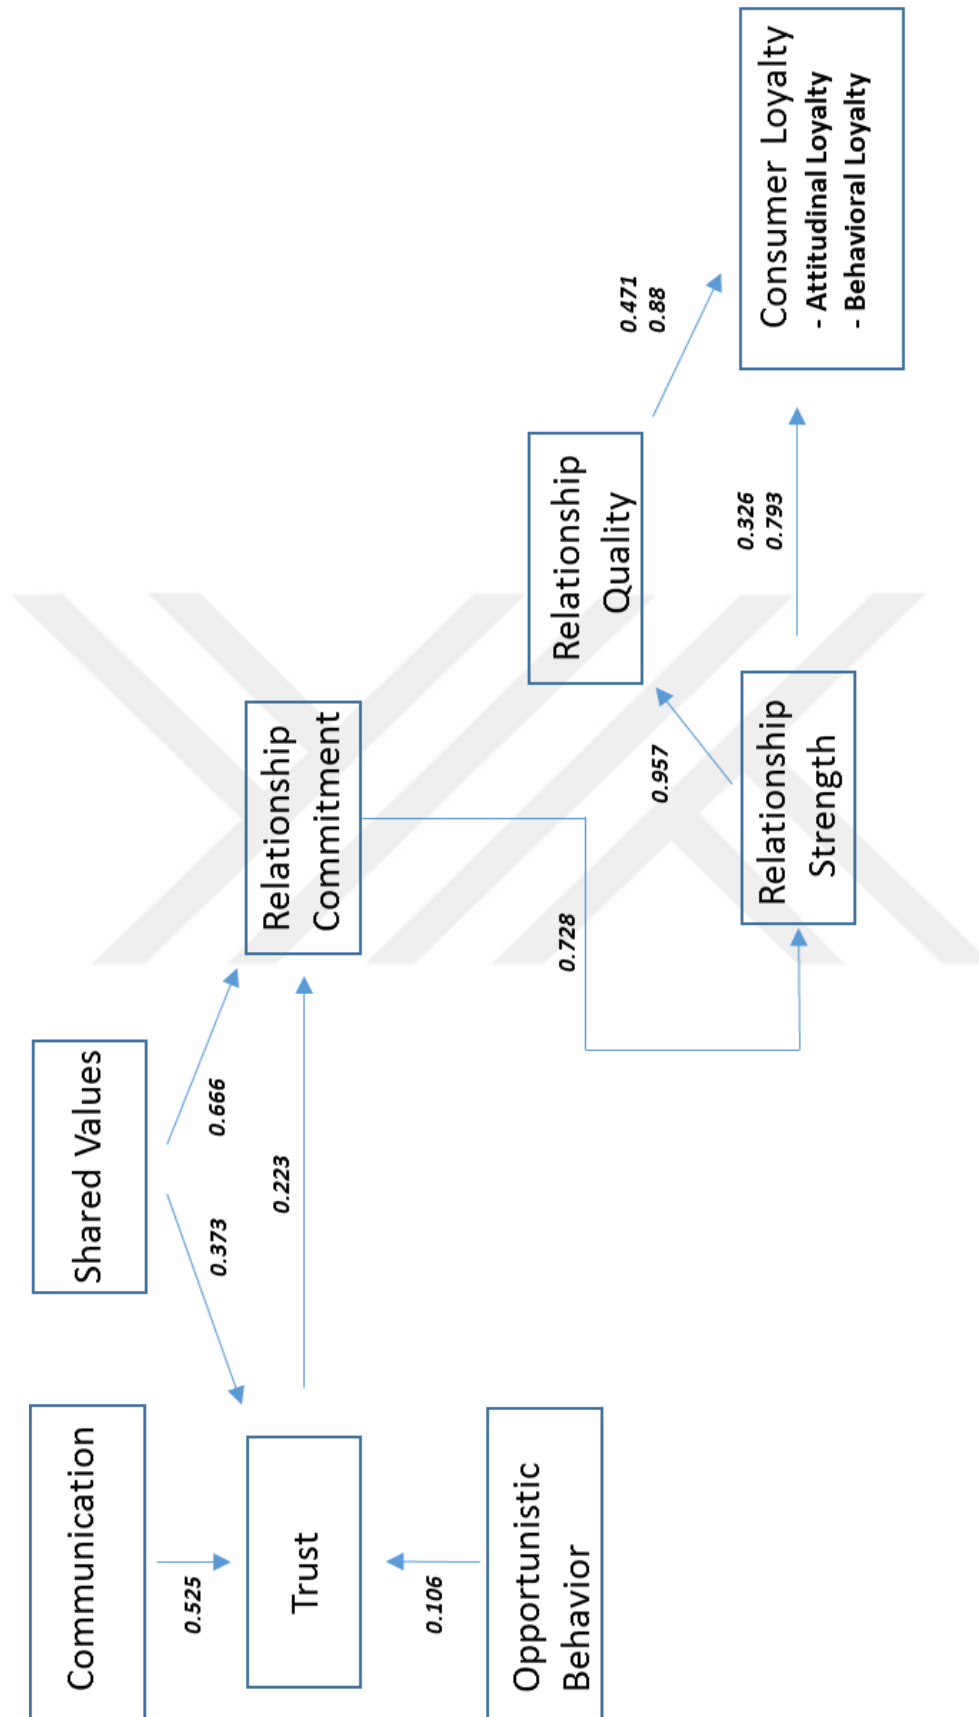 Communication
Shared Values
0.525
0.373
0.666
Trust
0.223
Relationship
Commitment
0.106
Opportunistic
Behavior
0.728
0.957
Relationship
Quality
0.471
0.88
Relationship
Strength
0.326
0.793
Consumer Loyalty
- Attitudinal Loyalty
- Behavioral Loyalty